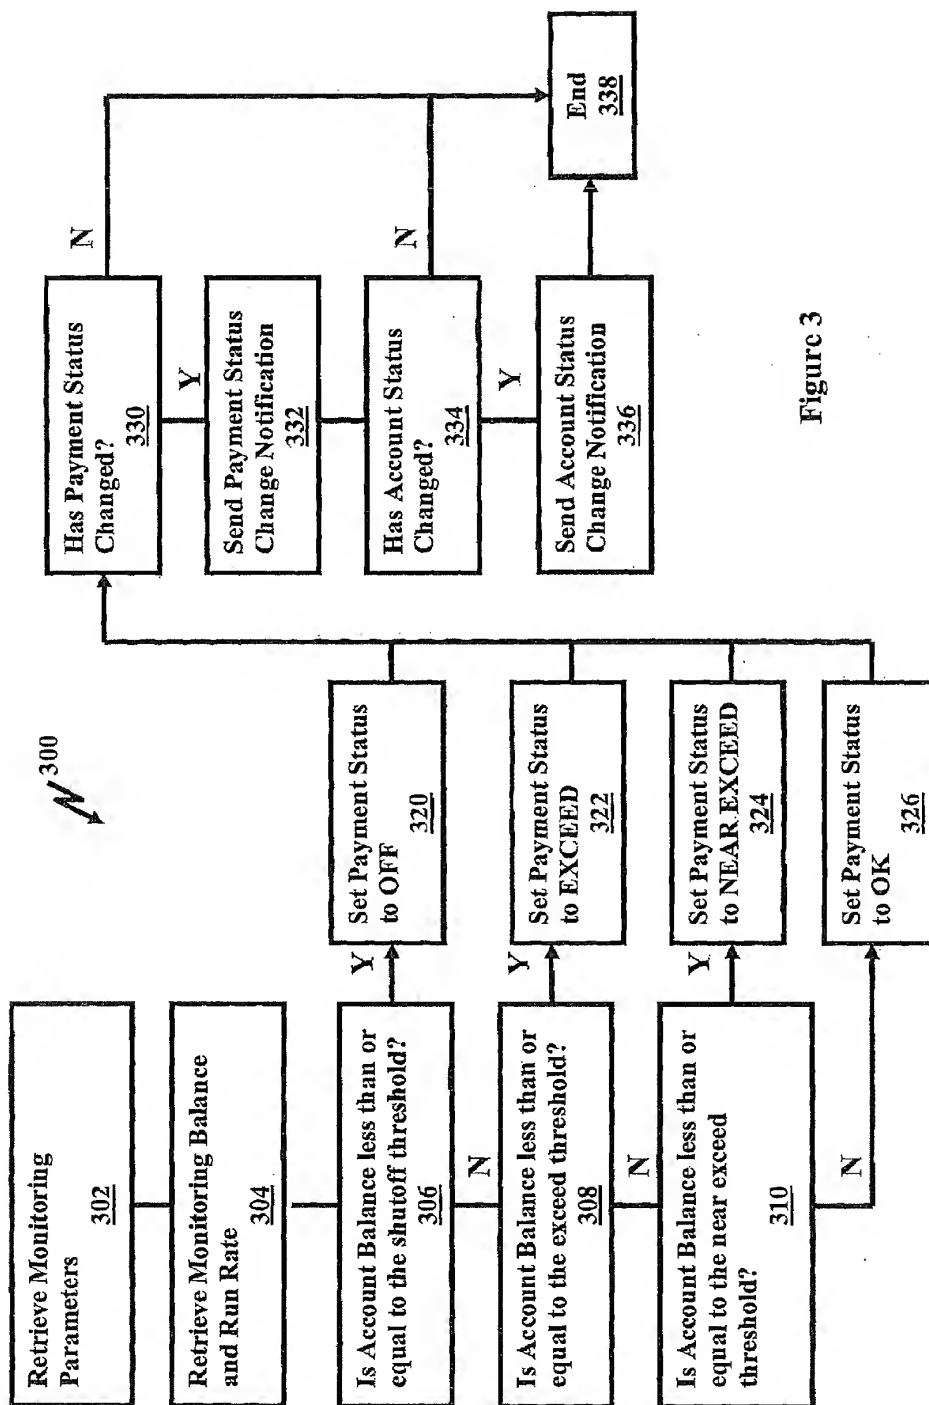 300
Retrieve Monitoring
Parameters
302
Retrieve Monitoring Balance
and Run Rate
304
Is Account Balance less than or
equal to the shutoff threshold?
306
Y
N
Is Account Balance less than or
equal to the exceed threshold?
308
Y
N
Is Account Balance less than or
equal to the near exceed
threshold?
310
Y
N
Set Payment Status
to OFF
320
Set Payment Status
to EXCEED
322
Set Payment Status
to NEAR EXCEED
324
Set Payment Status
to OK
326
Has Payment Status
Changed?
330
N
Y
Send Payment Status
Change Notification
332
Has Account Status
Changed?
334
N
Y
Send Account Status
Change Notification
336
End
338
Figure 3